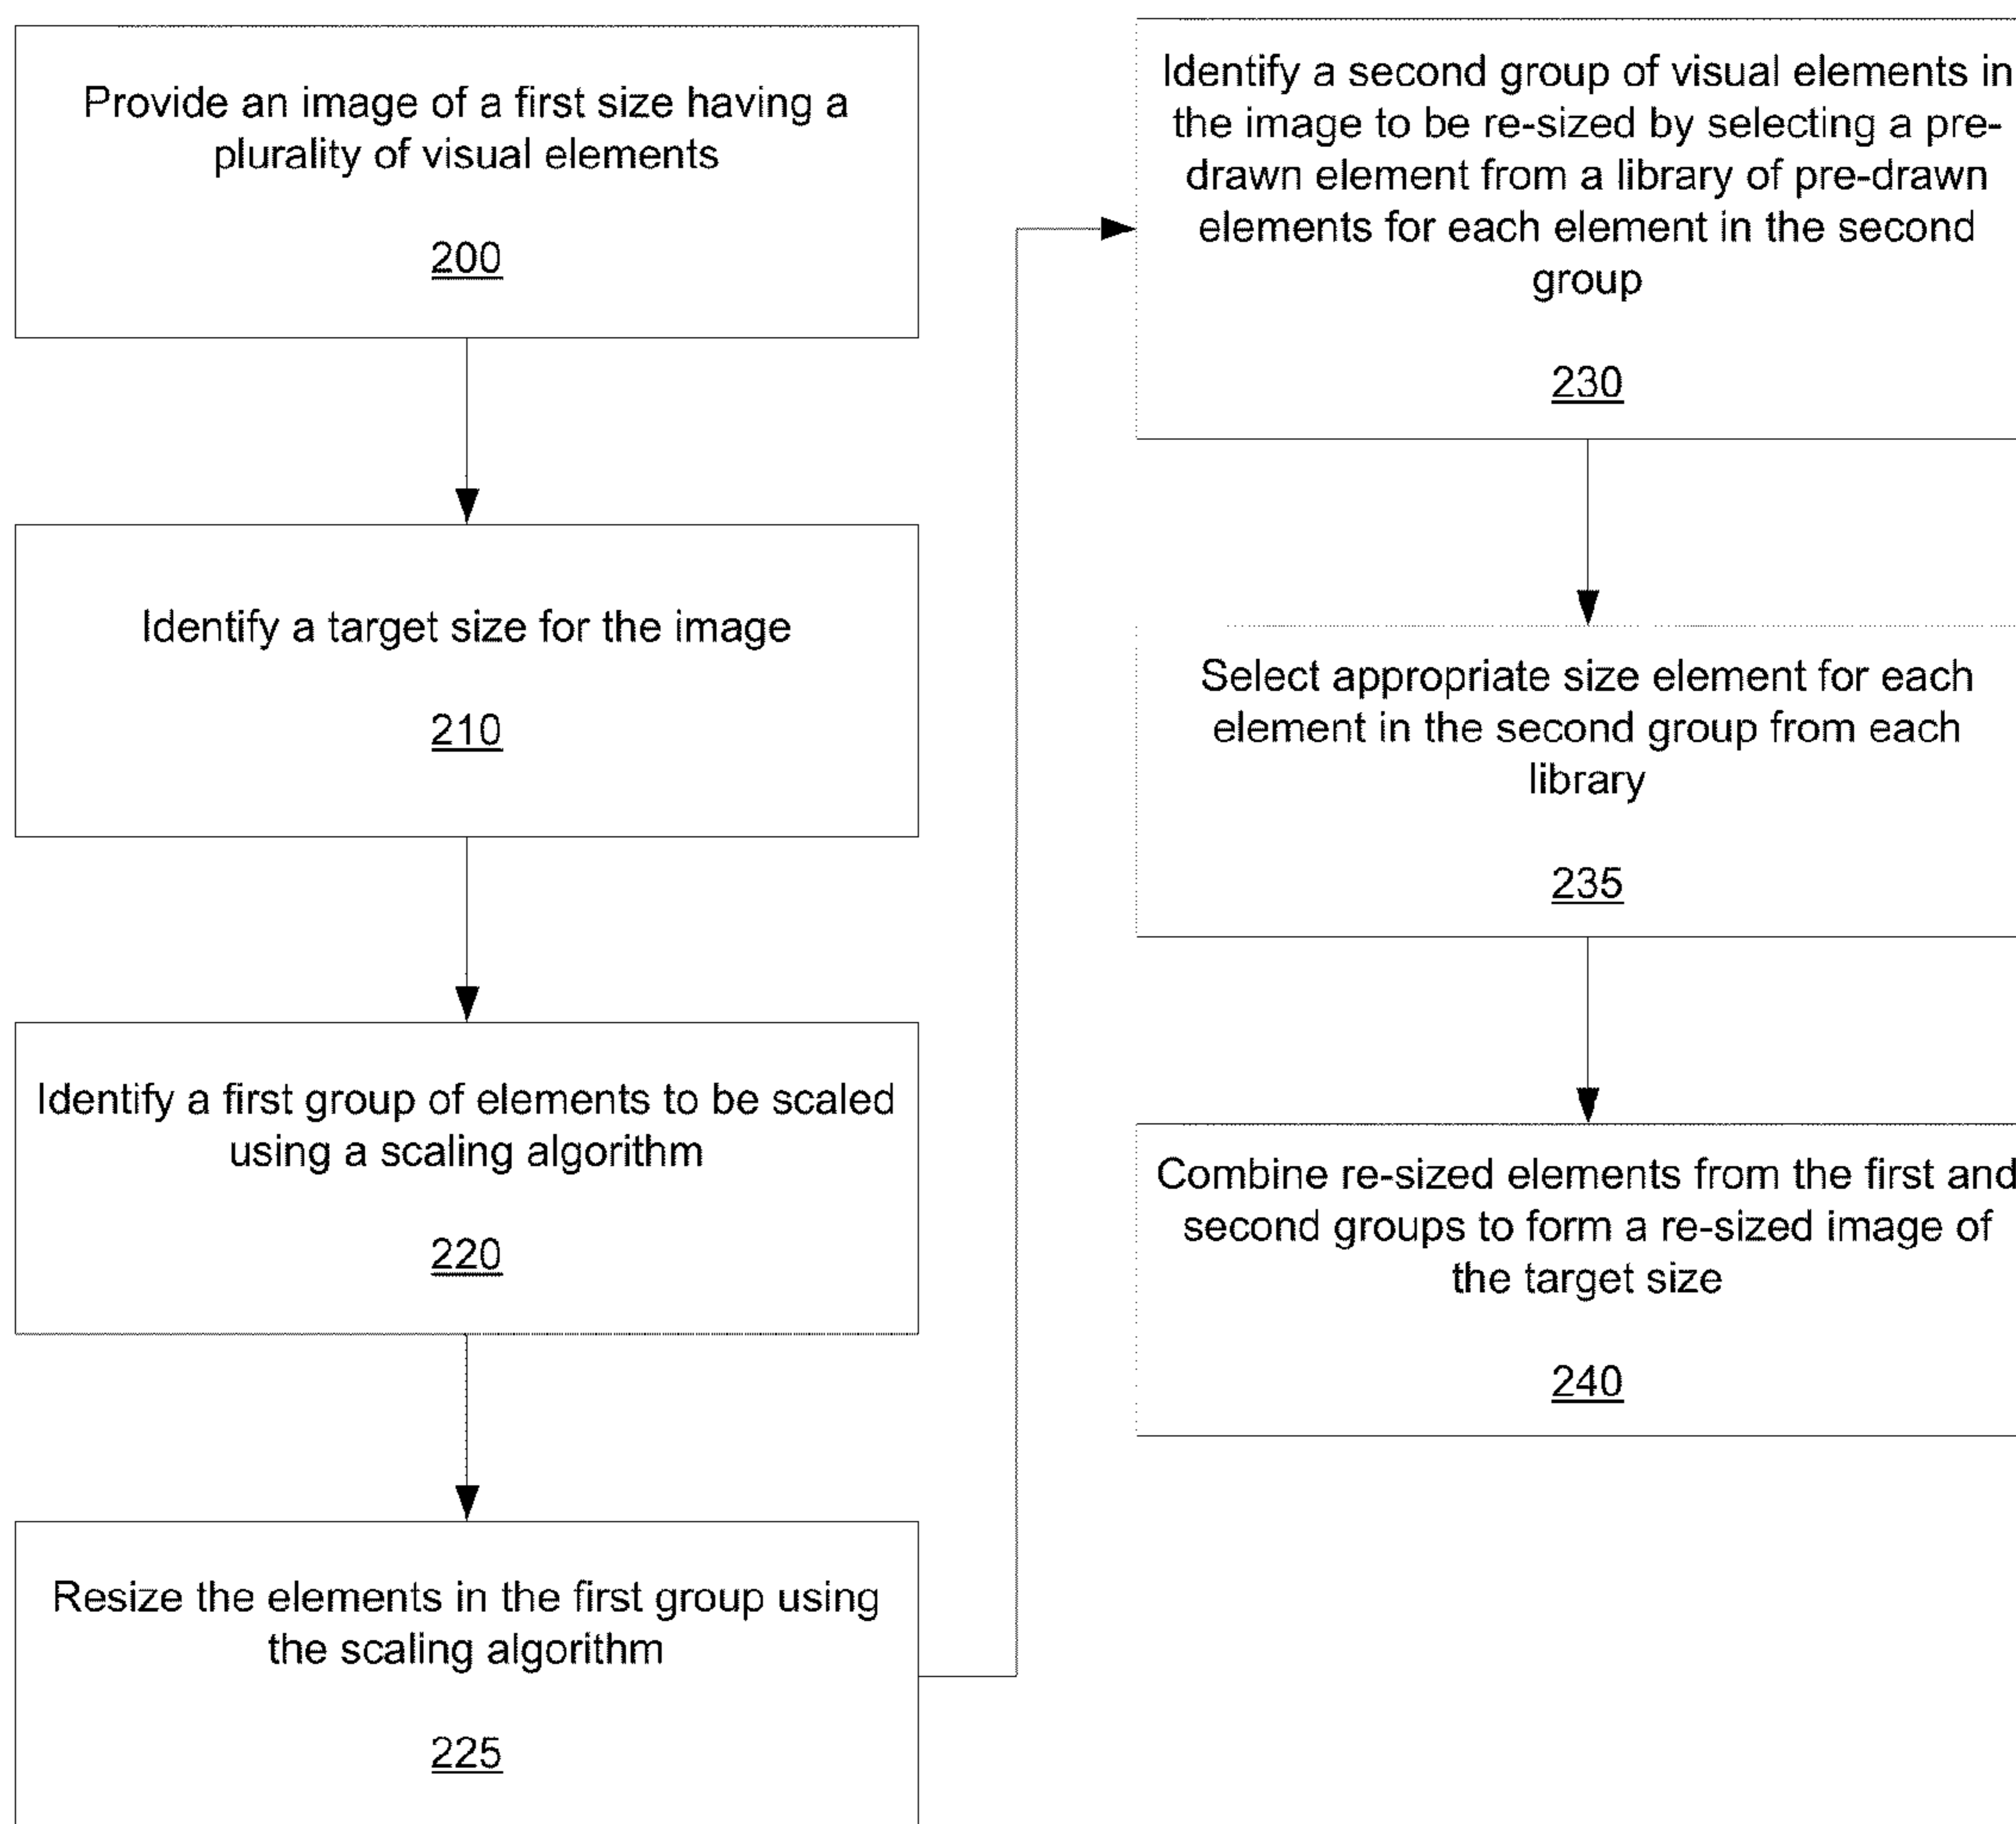 Provide an image of a first size having a
plurality of visual elements
200
Identify a target size for the image
210
Identify a first group of elements to be scaled
using a scaling algorithm
220
Resize the elements in the first group using
the scaling algorithm
225
Identify a second group of visual elements in
the image to be re-sized by selecting a pre-
drawn element from a library of pre-drawn
elements for each element in the second
group
230
Select appropriate size element for each
element in the second group from each
library
235
Combine re-sized elements from the first and
second groups to form a re-sized image of
the target size
240